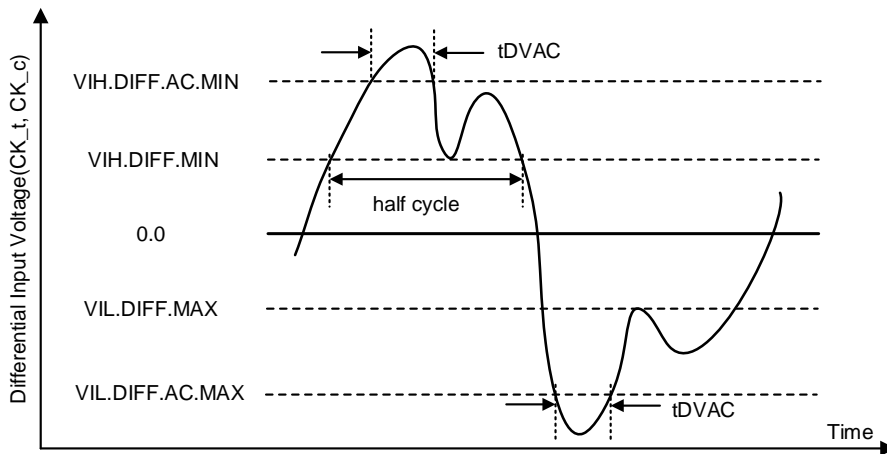 Differential Input Voltage(CK_t, CK_c)
tDVAC
VIH.DIFF.AC.MIN
VIH.DIFF.MIN
half cycle
0.0
VIL.DIFF.MAX
VIL.DIFF.AC.MAX
tDVAC
Time